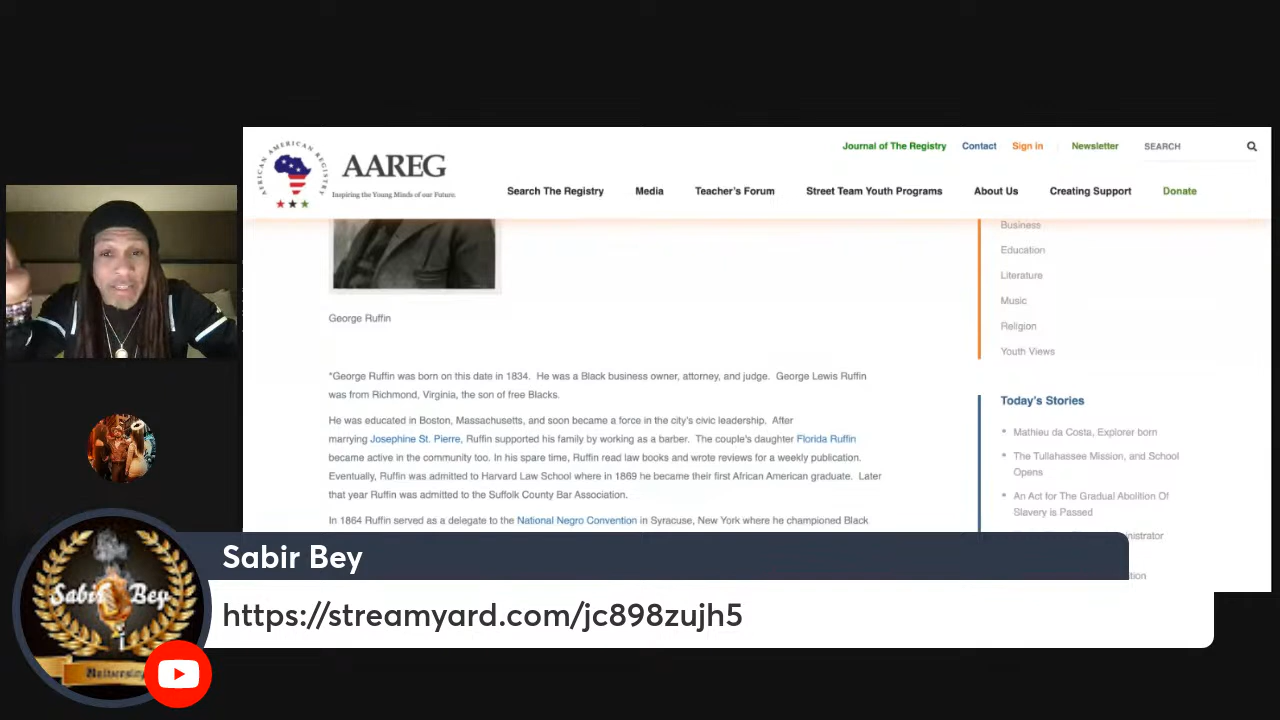 AFRICAN AMERICAN REGISTRY
AAREG
Inspiring the Young Minds of our Future.
Journal of The Registry
Contact
Sign in
Newsletter
SEARCH
Search The Registry
Media
Teacher's Forum
Street Team Youth Programs
About Us
Creating Support
Donate
George Ruffin
*George Ruffin was born on this date in 1834. He was a Black business owner, attorney, and judge. George Lewis Ruffin
was from Richmond, Virginia, the son of free Blacks.
He was educated in Boston, Massachusetts, and soon became a force in the city's civic leadership. After
marrying Josephine St. Pierre, Ruffin supported his family by working as a barber. The couple's daughter Florida Ruffin
became active in the community too. In his spare time, Ruffin read law books and wrote reviews for a weekly publication.
Eventually, Ruffin was admitted to Harvard Law School where in 1869 he became their first African American graduate. Later
that year Ruffin was admitted to the Suffolk County Bar Association.
In 1864 Ruffin served as a delegate to the National Negro Convention in Syracuse, New York where he championed Black
Business
Education
Literature
Music
Religion
Youth Views
Today's Stories
Mathieu da Costa, Explorer born
The Tullahassee Mission, and School
Opens
An Act for The Gradual Abolition Of
Slavery is Passed
Sabir Bey
https://streamyard.com/jc898zujh5
Sabir Bey